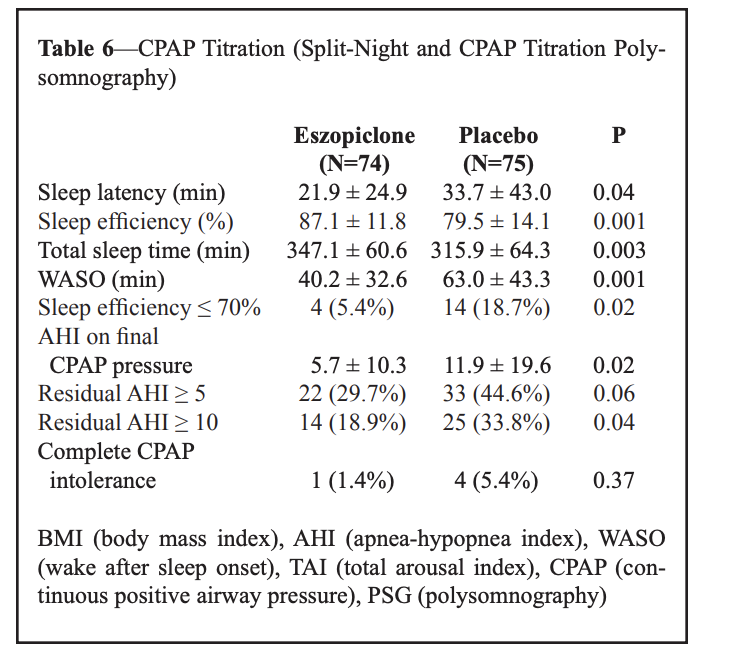 Table 6—CPAP Titration (Split-Night and CPAP Titration Poly-
somnography)
Eszopiclone Placebo P
(N=74) (N=75)
Sleep latency (min) 21.9 ± 24.9 33.7 ± 43.0 0.04
Sleep efficiency (%) 87.1 ± 11.8 79.5 ± 14.1 0.001
Total sleep time (min) 347.1 ± 60.6 315.9 ± 64.3 0.003
WASO (min) 40.2 ± 32.6 63.0 ± 43.3 0.001
Sleep efficiency ≤ 70% 4 (5.4%) 14 (18.7%) 0.02
AHI on final
CPAP pressure 5.7 ± 10.3 11.9 ± 19.6 0.02
Residual AHI ≥ 5 22 (29.7%) 33 (44.6%) 0.06
Residual AHI ≥ 10 14 (18.9%) 25 (33.8%) 0.04
Complete CPAP
intolerance 1 (1.4%) 4 (5.4%) 0.37
BMI (body mass index), AHI (apnea-hypopnea index), WASO
(wake after sleep onset), TAI (total arousal index), CPAP (con-
tinuous positive airway pressure), PSG (polysomnography)